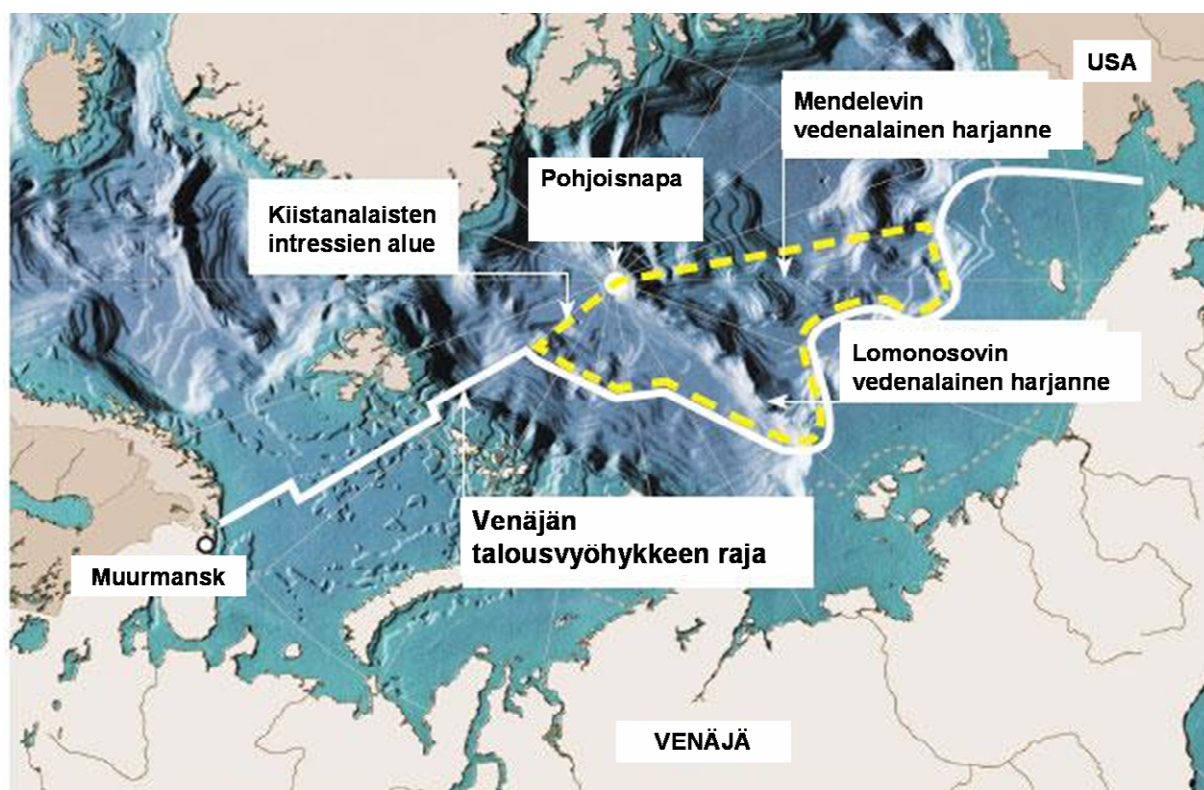 USA
Mendelevin
vedenalainen harjanne
Pohjoisnapa
Kiistanalaisten
intressien alue
Lomonosovin
vedenalainen harjanne
Venäjän
talousvyöhykkeen raja
Muurmansk
VENÄJÄ